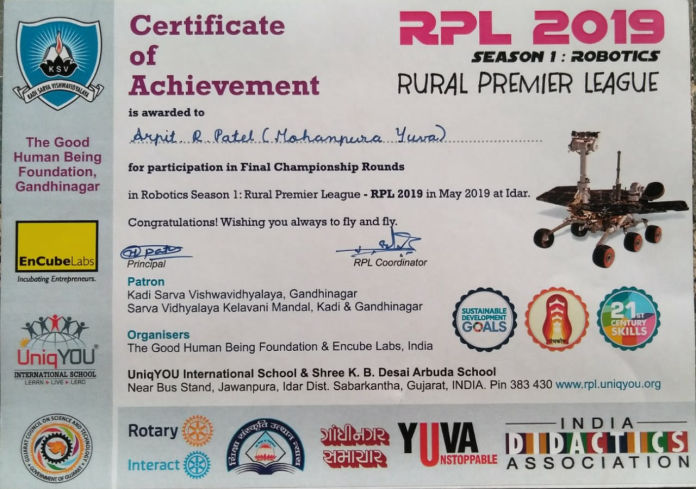 KSV
KADI SARVA VISHWAVIDYALAYA
The Good
Human Being
Foundation,
Gandhinagar
EnCubeLabs
Incubating Entrepreneurs.
UniqYOU
INTERNATIONAL SCHOOL
LEARN LIVE LEAD
GUJARAT COUNCIL ON SCIENCE AND TECHNOLOGY
GOVERNMENT OF GUJARAT
Certificate
of
Achievement
RPL 2019
SEASON 1 : ROBOTICS
RURAL PREMIER LEAGUE
is awarded to
Arpit R. Patel (Mohanpura Yuva)
for participation in Final Championship Rounds
in Robotics Season 1: Rural Premier League - RPL 2019 in May 2019 at Idar.
Congratulations! Wishing you always to fly and fly.
Principal
RPL Coordinator
Patron
Kadi Sarva Vishwavidhyalaya, Gandhinagar
Sarva Vidhyalaya Kelavani Mandal, Kadi & Gandhinagar
Organisers
The Good Human Being Foundation & Encube Labs, India
SUSTAINABLE
DEVELOPMENT
GOALS
21ST
CENTURY
SKILLS
UniqYOU International School & Shree K. B. Desai Arbuda School
Near Bus Stand, Jawanpura, Idar Dist. Sabarkantha, Gujarat, INDIA. Pin 383 430 www.rpl.uniqyou.org
Rotary
Interact
शिक्षा संस्कृति उत्थान न्यास
ગાંધીનગર
સમાચાર
YUVA
UNSTOPPABLE
INDIA
DIDACTICS
ASSOCIATION